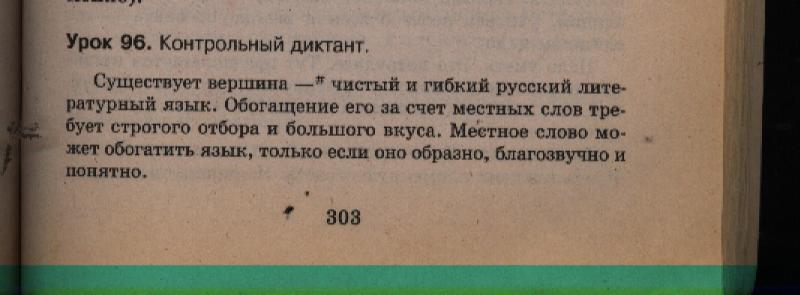 Урок 96. Контрольный диктант.
Существует вершина — чистый и гибкий русский лите-
ратурный язык. Обогащение его за счет местных слов тре-
бует строгого отбора и большого вкуса. Местное слово мо-
жет обогатить язык, только если оно образно, благозвучно и
понятно.
303